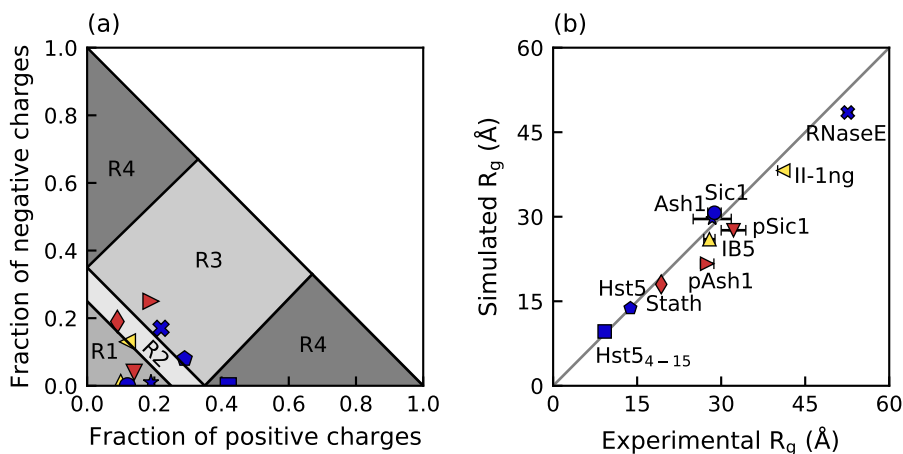 (a)
Fraction of negative charges
1.0
0.8
0.6
0.4
0.2
0.0
R4
R3
R1
R2
R4
0.0 0.2 0.4 0.6 0.8 1.0
Fraction of positive charges
(b)
Simulated Rg (Å)
60
45
30
15
0
RNaseE
II-1ng
Sic1
Ash1
pSic1
IB5
pAsh1
Hst5
Stath
Hst54−15
0 15 30 45 60
Experimental Rg (Å)